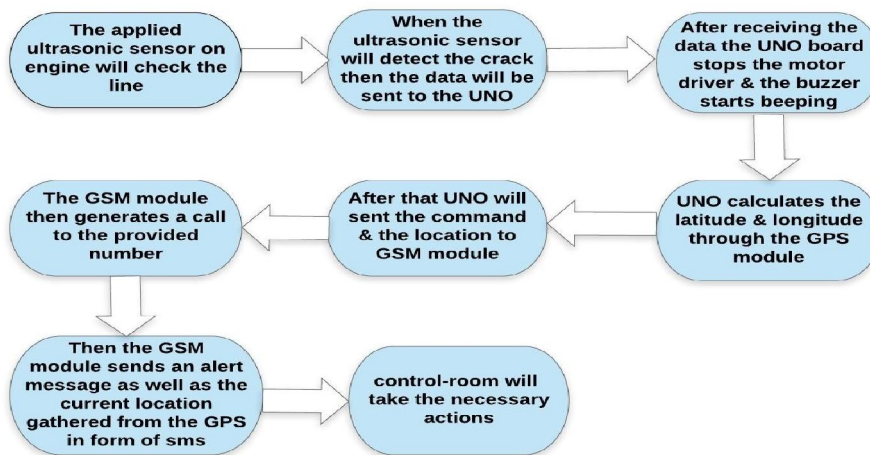 The applied
ultrasonic sensor on
engine will check the
line
When the
ultrasonic sensor
will detect the crack
then the data will be
sent to the UNO
After receiving the
data the UNO board
stops the motor
driver & the buzzer
starts beeping
UNO calculates the
latitude & longitude
through the GPS
module
After that UNO will
sent the command
& the location to
GSM module
The GSM module
then generates a call
to the provided
number
Then the GSM
module sends an alert
message as well as the
current location
gathered from the GPS
in form of sms
control-room will
take the necessary
actions